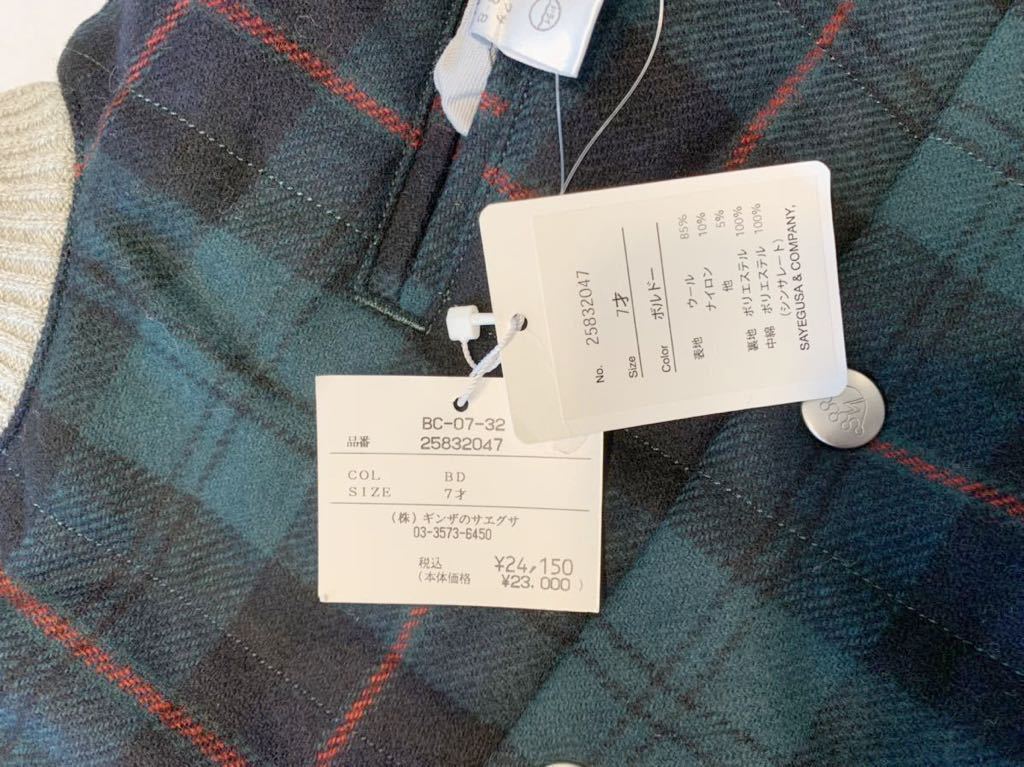 BC-07-32
品番 25832047
COL BD
SIZE 7才
(株)ギンザのサエグサ
03-3573-6450
税込 ¥24,150
(本体価格 ¥23,000)
No. 25832047
Size 7才
Color ボルドー
表地 ウール 85%
ナイロン 10%
他 5%
裏地 ポリエステル 100%
中綿 ポリエステル 100%
(シンサレート)
SAYEGUSA & COMPANY,